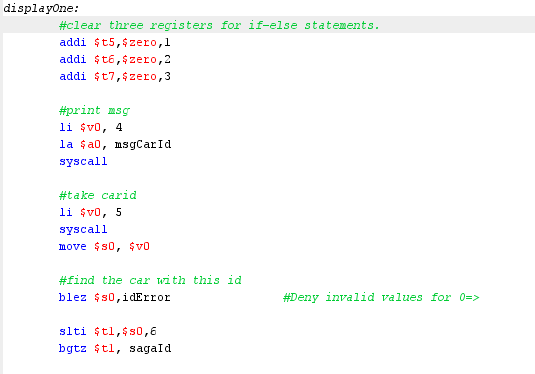 displayOne:
#clear three registers for if-else statements.
addi $t5,$zero,1
addi $t6,$zero,2
addi $t7,$zero,3
#print msg
li $v0, 4
la $a0, msgCarId
syscall
#take carid
li $v0, 5
syscall
move $s0, $v0
#find the car with this id
blez $s0,idError #Deny invalid values for 0=>
slti $t1,$s0,6
bgtz $t1, sagaId